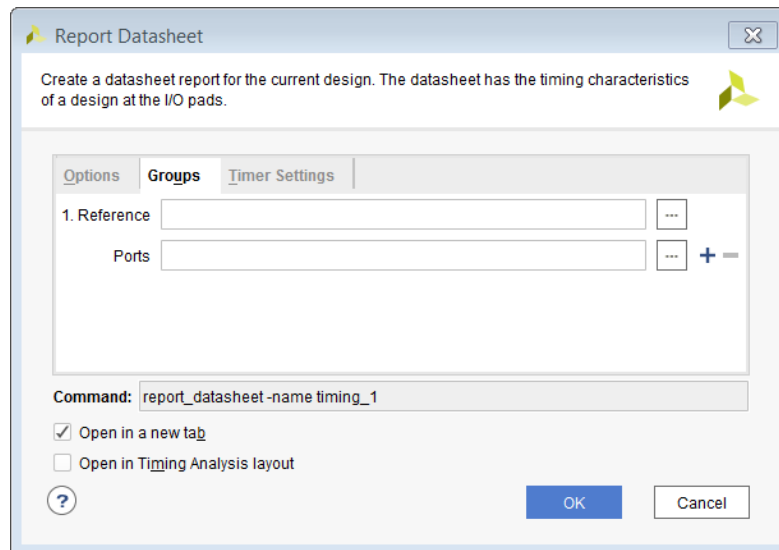 Report Datasheet
Create a datasheet report for the current design. The datasheet has the timing characteristics
of a design at the I/O pads.
Options Groups Timer Settings
1. Reference ...
Ports ... + −
Command: report_datasheet -name timing_1
Open in a new tab
Open in Timing Analysis layout
? OK Cancel